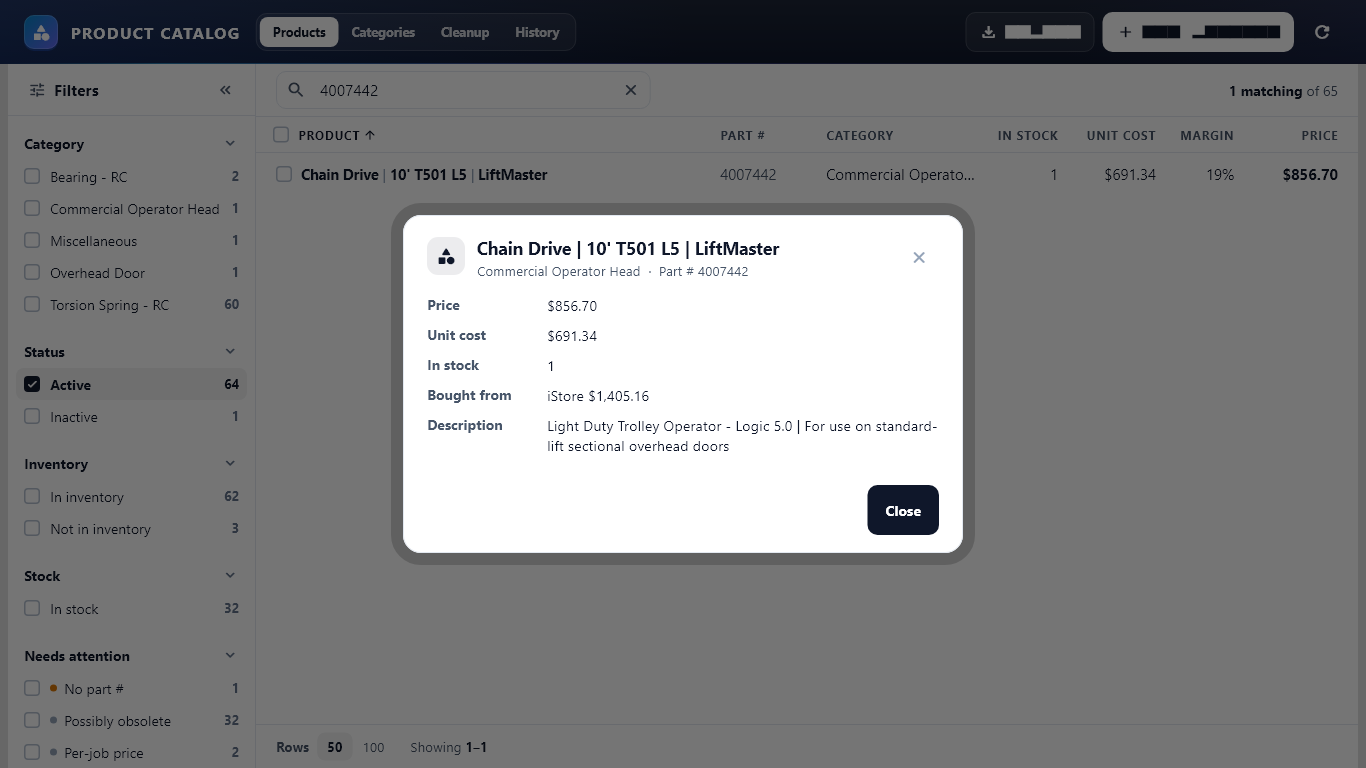 PRODUCT CATALOG
Products
Categories
Cleanup
History
Filters
4007442
1 matching of 65
Category
Bearing - RC 2
Commercial Operator Head 1
Miscellaneous 1
Overhead Door 1
Torsion Spring - RC 60
Status
Active 64
Inactive 1
Inventory
In inventory 62
Not in inventory 3
Stock
In stock 32
Needs attention
No part # 1
Possibly obsolete 32
Per-job price 2
PRODUCT PART # CATEGORY IN STOCK UNIT COST MARGIN PRICE
Chain Drive | 10' T501 L5 | LiftMaster 4007442 Commercial Operato... 1 $691.34 19% $856.70
Chain Drive | 10' T501 L5 | LiftMaster
Commercial Operator Head · Part # 4007442
Price $856.70
Unit cost $691.34
In stock 1
Bought from iStore $1,405.16
Description Light Duty Trolley Operator - Logic 5.0 | For use on standard-
lift sectional overhead doors
Close
Rows 50 100 Showing 1–1